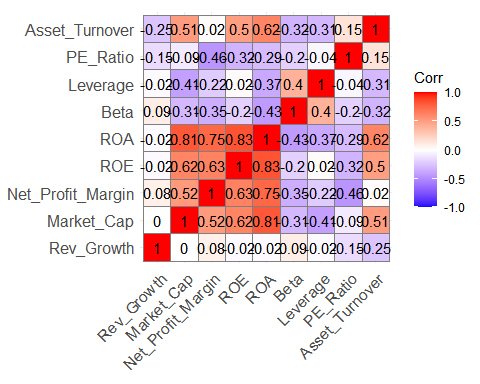 Asset_Turnover -0.25 0.51 0.02 0.5 0.62 -0.32 -0.31 0.15 1
PE_Ratio -0.15 -0.09 -0.46 -0.32 -0.29 -0.2 -0.04 1 0.15
Leverage -0.02 -0.41 -0.22 0.02 -0.37 0.4 1 -0.04 -0.31
Beta 0.09 -0.31 -0.35 -0.2 -0.43 1 0.4 -0.2 -0.32
ROA -0.02 0.81 0.75 0.83 1 -0.43 -0.37 -0.29 0.62
ROE -0.02 0.62 0.63 1 0.83 -0.2 0.02 -0.32 0.5
Net_Profit_Margin 0.08 0.52 1 0.63 0.75 -0.35 -0.22 -0.46 0.02
Market_Cap 0 1 0.52 0.62 0.81 -0.31 -0.41 -0.09 0.51
Rev_Growth 1 0 0.08 -0.02 -0.02 0.09 -0.02 -0.15 -0.25
Rev_Growth
Market_Cap
Net_Profit_Margin
ROE
ROA
Beta
Leverage
PE_Ratio
Asset_Turnover
Corr
1.0
0.5
0.0
-0.5
-1.0